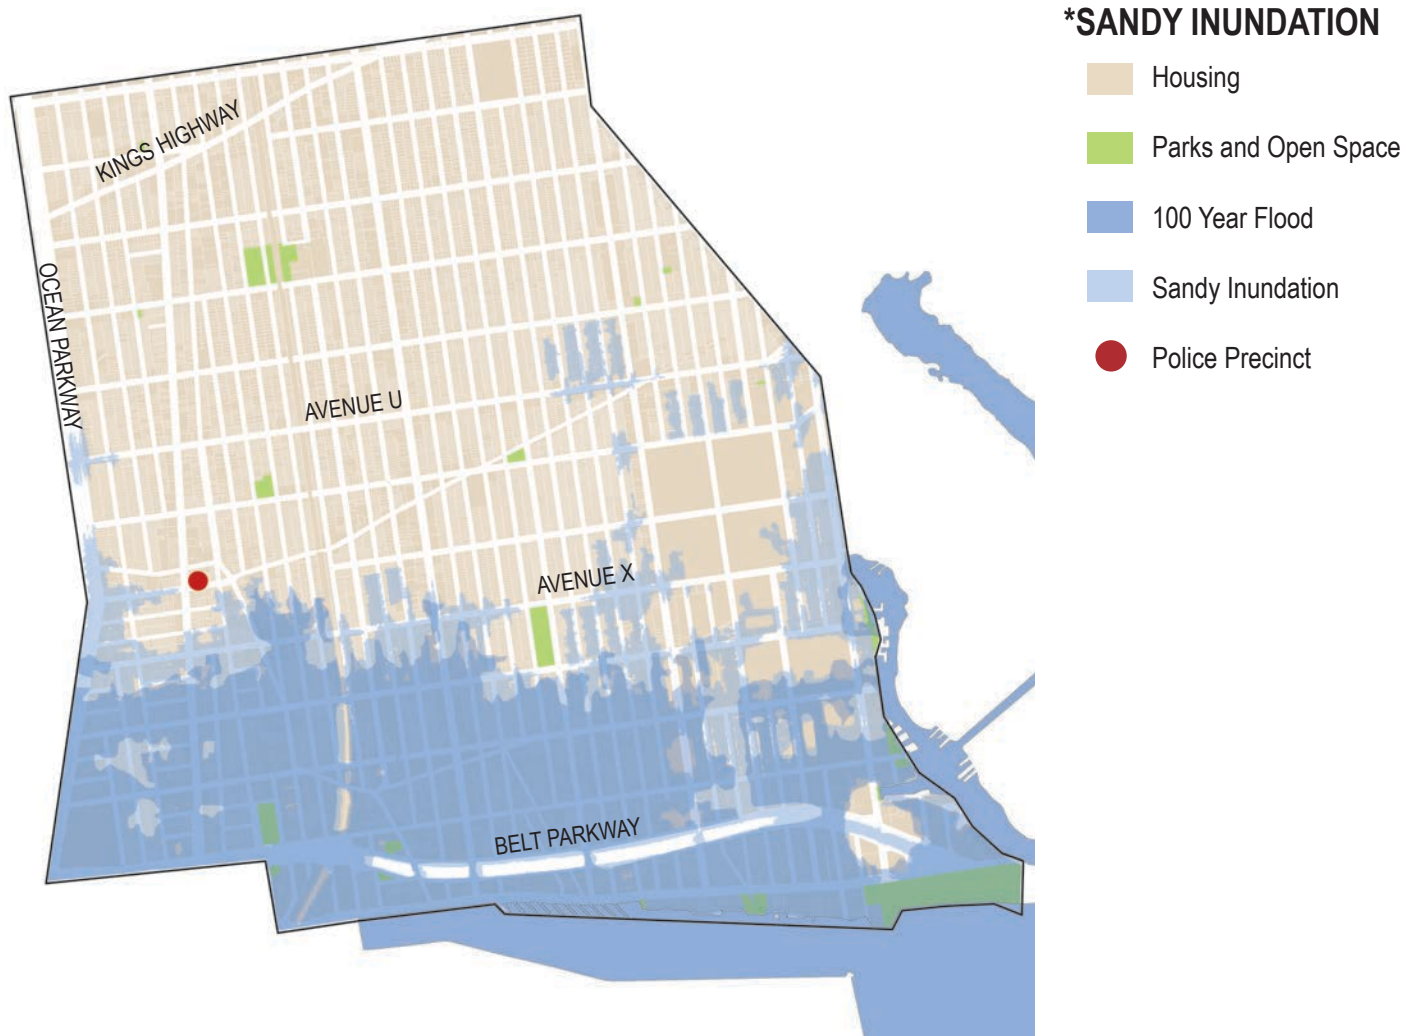 *SANDY INUNDATION
Housing
Parks and Open Space
100 Year Flood
Sandy Inundation
Police Precinct
KINGS HIGHWAY
OCEAN PARKWAY
AVENUE U
AVENUE X
BELT PARKWAY